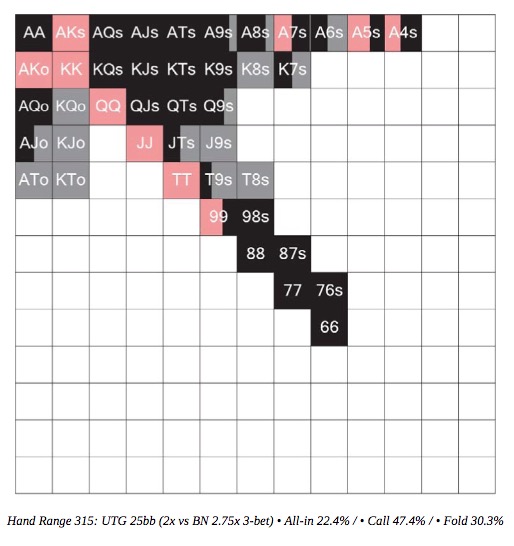 AA AKs AQs AJs ATs A9s A8s A7s A6s A5s A4s
AKo KK KQs KJs KTs K9s K8s K7s
AQo KQo QQ QJs QTs Q9s
AJo KJo JJ JTs J9s
ATo KTo TT T9s T8s
99 98s
88 87s
77 76s
66
Hand Range 315: UTG 25bb (2x vs BN 2.75x 3-bet) • All-in 22.4% / • Call 47.4% / • Fold 30.3%